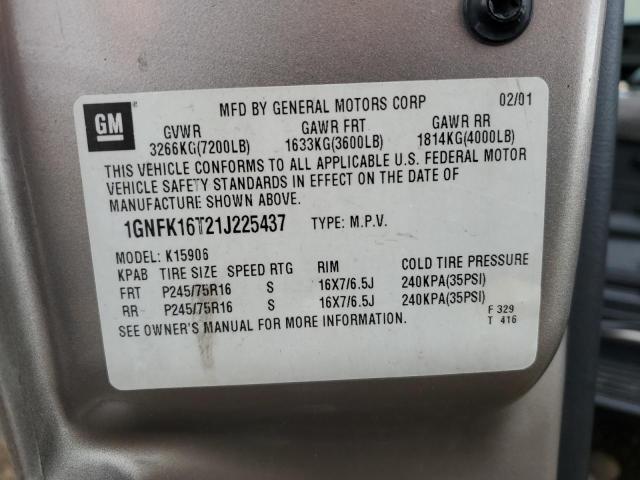 GM
MFD BY GENERAL MOTORS CORP 02/01
GVWR GAWR FRT GAWR RR
3266KG(7200LB) 1633KG(3600LB) 1814KG(4000LB)
THIS VEHICLE CONFORMS TO ALL APPLICABLE U.S. FEDERAL MOTOR
VEHICLE SAFETY STANDARDS IN EFFECT ON THE DATE OF
MANUFACTURE SHOWN ABOVE.
1GNFK16T21J225437 TYPE: M.P.V.
MODEL: K15906
KPAB TIRE SIZE SPEED RTG RIM COLD TIRE PRESSURE
FRT P245/75R16 S 16X7/6.5J 240KPA(35PSI)
RR P245/75R16 S 16X7/6.5J 240KPA(35PSI)
SEE OWNER'S MANUAL FOR MORE INFORMATION.
F 329
T 416